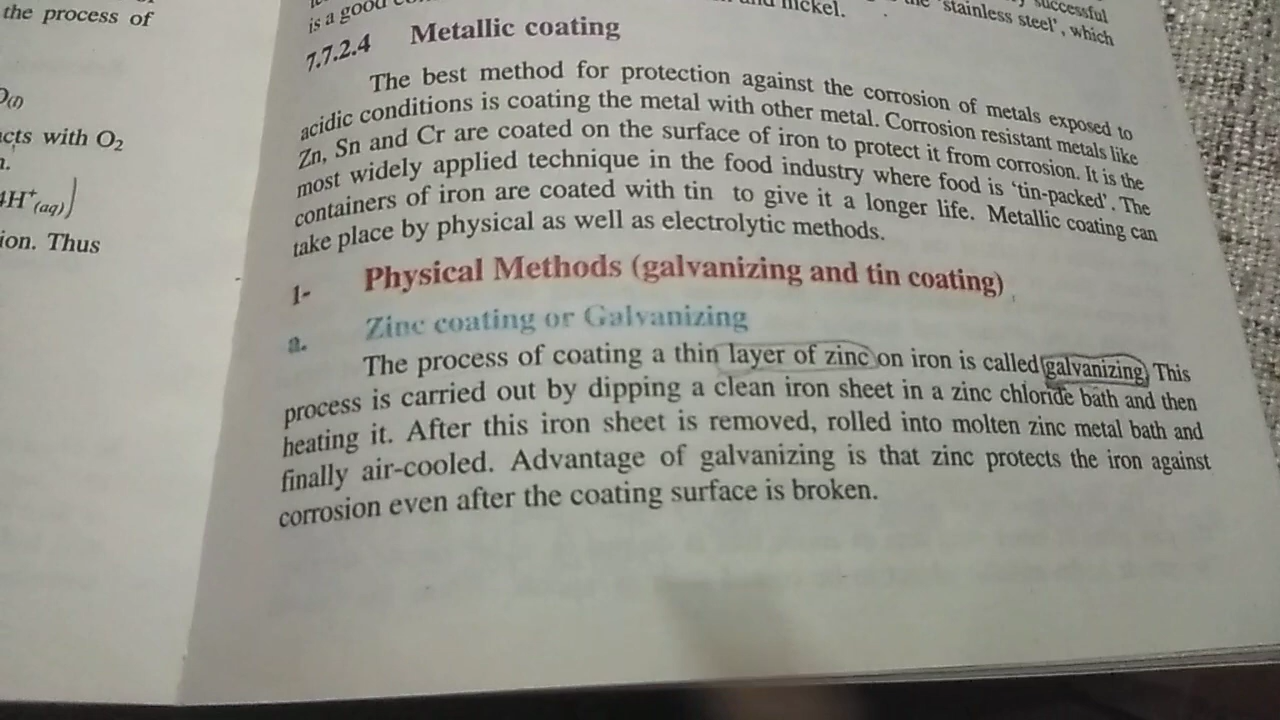 the process of
(l)
cts with O2
H+(aq))
ion. Thus
is a good
nickel.
successful
'stainless steel', which
7.7.2.4 Metallic coating
The best method for protection against the corrosion of metals exposed to
acidic conditions is coating the metal with other metal. Corrosion resistant metals like
Zn, Sn and Cr are coated on the surface of iron to protect it from corrosion. It is the
most widely applied technique in the food industry where food is 'tin-packed'. The
containers of iron are coated with tin to give it a longer life. Metallic coating can
take place by physical as well as electrolytic methods.
1- Physical Methods (galvanizing and tin coating)
a. Zinc coating or Galvanizing
The process of coating a thin layer of zinc on iron is called galvanizing. This
process is carried out by dipping a clean iron sheet in a zinc chloride bath and then
heating it. After this iron sheet is removed, rolled into molten zinc metal bath and
finally air-cooled. Advantage of galvanizing is that zinc protects the iron against
corrosion even after the coating surface is broken.